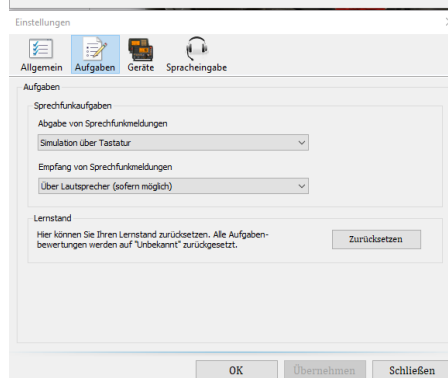 Einstellungen
Allgemein Aufgaben Geräte Spracheingabe
Aufgaben
Sprechfunkaufgaben
Abgabe von Sprechfunkmeldungen
Simulation über Tastatur
Empfang von Sprechfunkmeldungen
Über Lautsprecher (sofern möglich)
Lernstand
Hier können Sie Ihren Lernstand zurücksetzen. Alle Aufgaben-
bewertungen werden auf "Unbekannt" zurückgesetzt.
Zurücksetzen
OK Übernehmen Schließen